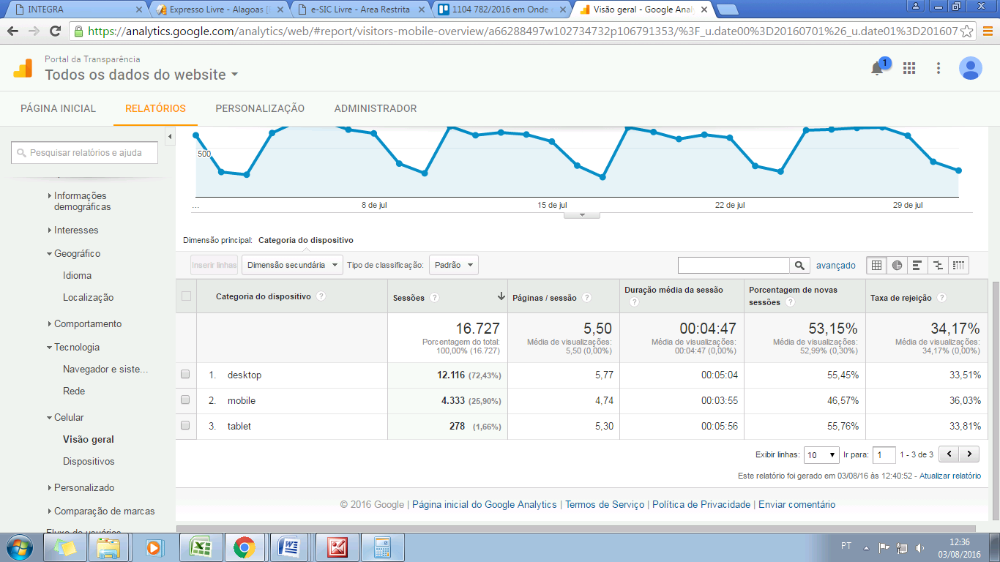 INTEGRA
Expresso Livre - Alagoas [
e-SIC Livre - Area Restrita
1104 782/2016 em Onde
Visão geral - Google Anal
https://analytics.google.com/analytics/web/#report/visitors-mobile-overview/a66288497w102734732p106791353/%3F_u.date00%3D20160701%26_u.date01%3D201607
Portal da Transparência
Todos os dados do website
1
PÁGINA INICIAL RELATÓRIOS PERSONALIZAÇÃO ADMINISTRADOR
Pesquisar relatórios e ajuda
500
... 8 de jul 15 de jul 22 de jul 29 de jul
Informações
demográficas
Interesses
Geográfico
Idioma
Localização
Comportamento
Tecnologia
Navegador e siste...
Rede
Celular
Visão geral
Dispositivos
Personalizado
Comparação de marcas
Fluxo de usuários
Dimensão principal: Categoria do dispositivo
Inserir linhas Dimensão secundária Tipo de classificação: Padrão avançado
Categoria do dispositivo ? Sessões ? Páginas / sessão ? Duração média da sessão ? Porcentagem de novas sessões ? Taxa de rejeição ?
16.727 5,50 00:04:47 53,15% 34,17%
Porcentagem do total: Média de visualizações: Média de visualizações: Média de visualizações: Média de visualizações:
100,00% (16.727) 5,50 (0,00%) 00:04:47 (0,00%) 52,99% (0,30%) 34,17% (0,00%)
1. desktop 12.116 (72,43%) 5,77 00:05:04 55,45% 33,51%
2. mobile 4.333 (25,90%) 4,74 00:03:55 46,57% 36,03%
3. tablet 278 (1,66%) 5,30 00:05:56 55,76% 33,81%
Exibir linhas: 10 Ir para: 1 1 - 3 de 3
Este relatório foi gerado em 03/08/16 às 12:40:52 - Atualizar relatório
© 2016 Google | Página inicial do Google Analytics | Termos de Serviço | Política de Privacidade | Enviar comentário
PT
12:36
03/08/2016